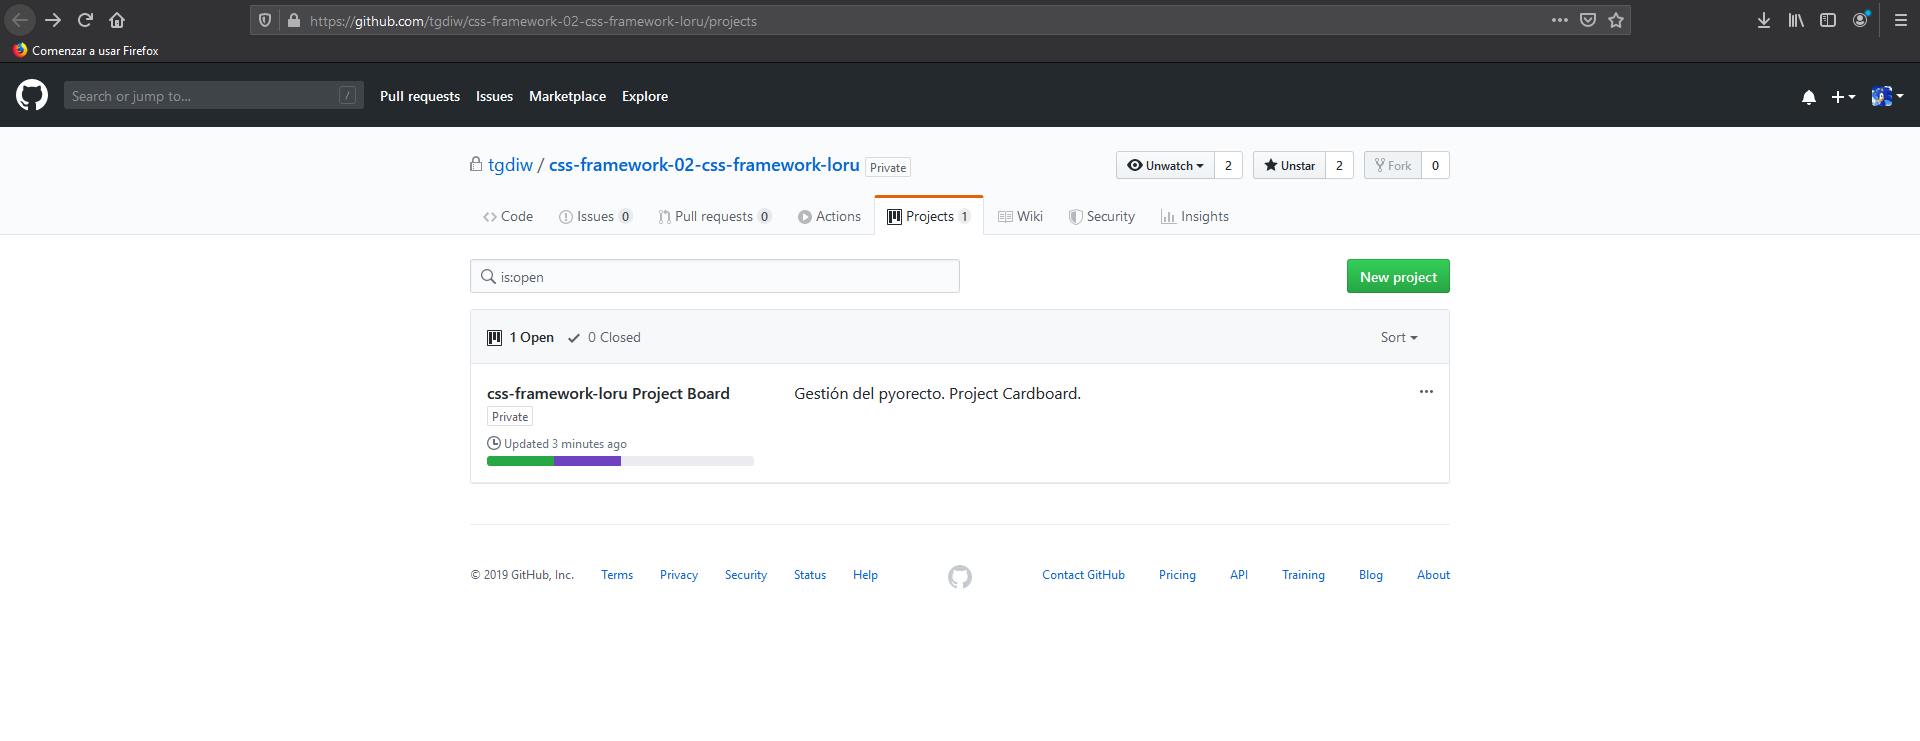 https://github.com/tgdiw/css-framework-02-css-framework-loru/projects
Comenzar a usar Firefox
Search or jump to... / Pull requests Issues Marketplace Explore
tgdiw / css-framework-02-css-framework-loru Private Unwatch 2 Unstar 2 Fork 0
Code Issues 0 Pull requests 0 Actions Projects 1 Wiki Security Insights
is:open New project
1 Open 0 Closed Sort
css-framework-loru Project Board Gestión del pyorecto. Project Cardboard.
Private
Updated 3 minutes ago
© 2019 GitHub, Inc. Terms Privacy Security Status Help Contact GitHub Pricing API Training Blog About